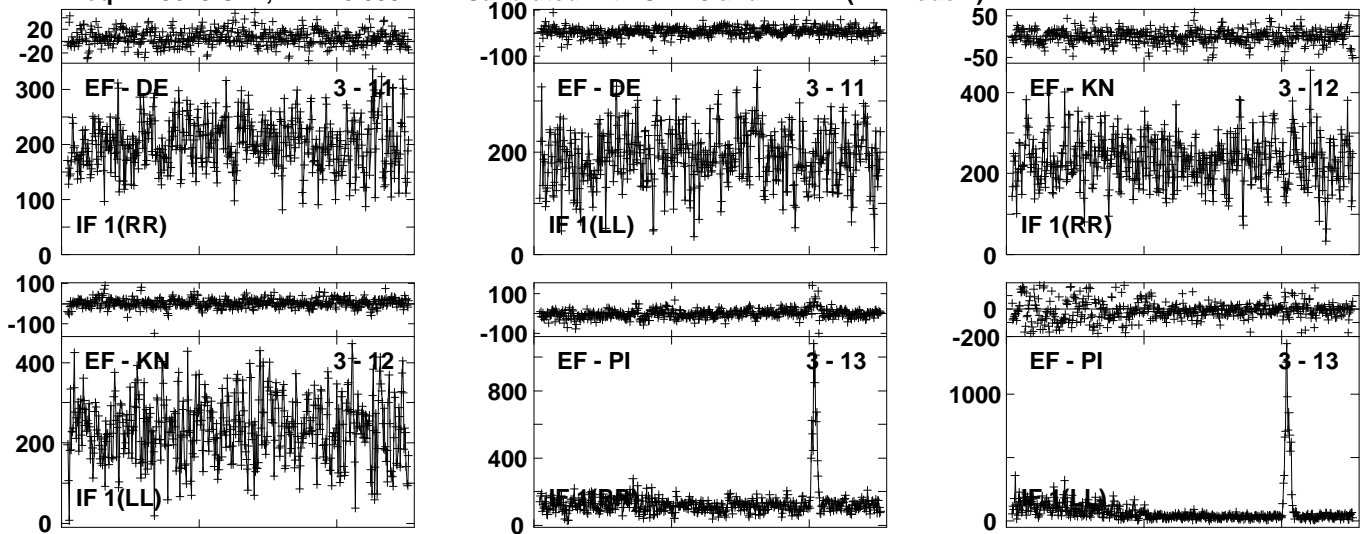 20
-20
300
200
100
0
EF - DE 3 - 11
IF 1(RR)
100
-100
200
0
EF - DE 3 - 11
IF 1(LL)
50
-50
400
200
0
EF - KN 3 - 12
IF 1(RR)
100
-100
400
200
0
EF - KN 3 - 12
IF 1(LL)
100
-100
800
400
0
EF - PI 3 - 13
IF 1(RR)
0
-200
1000
0
EF - PI 3 - 13
IF 1(LL)